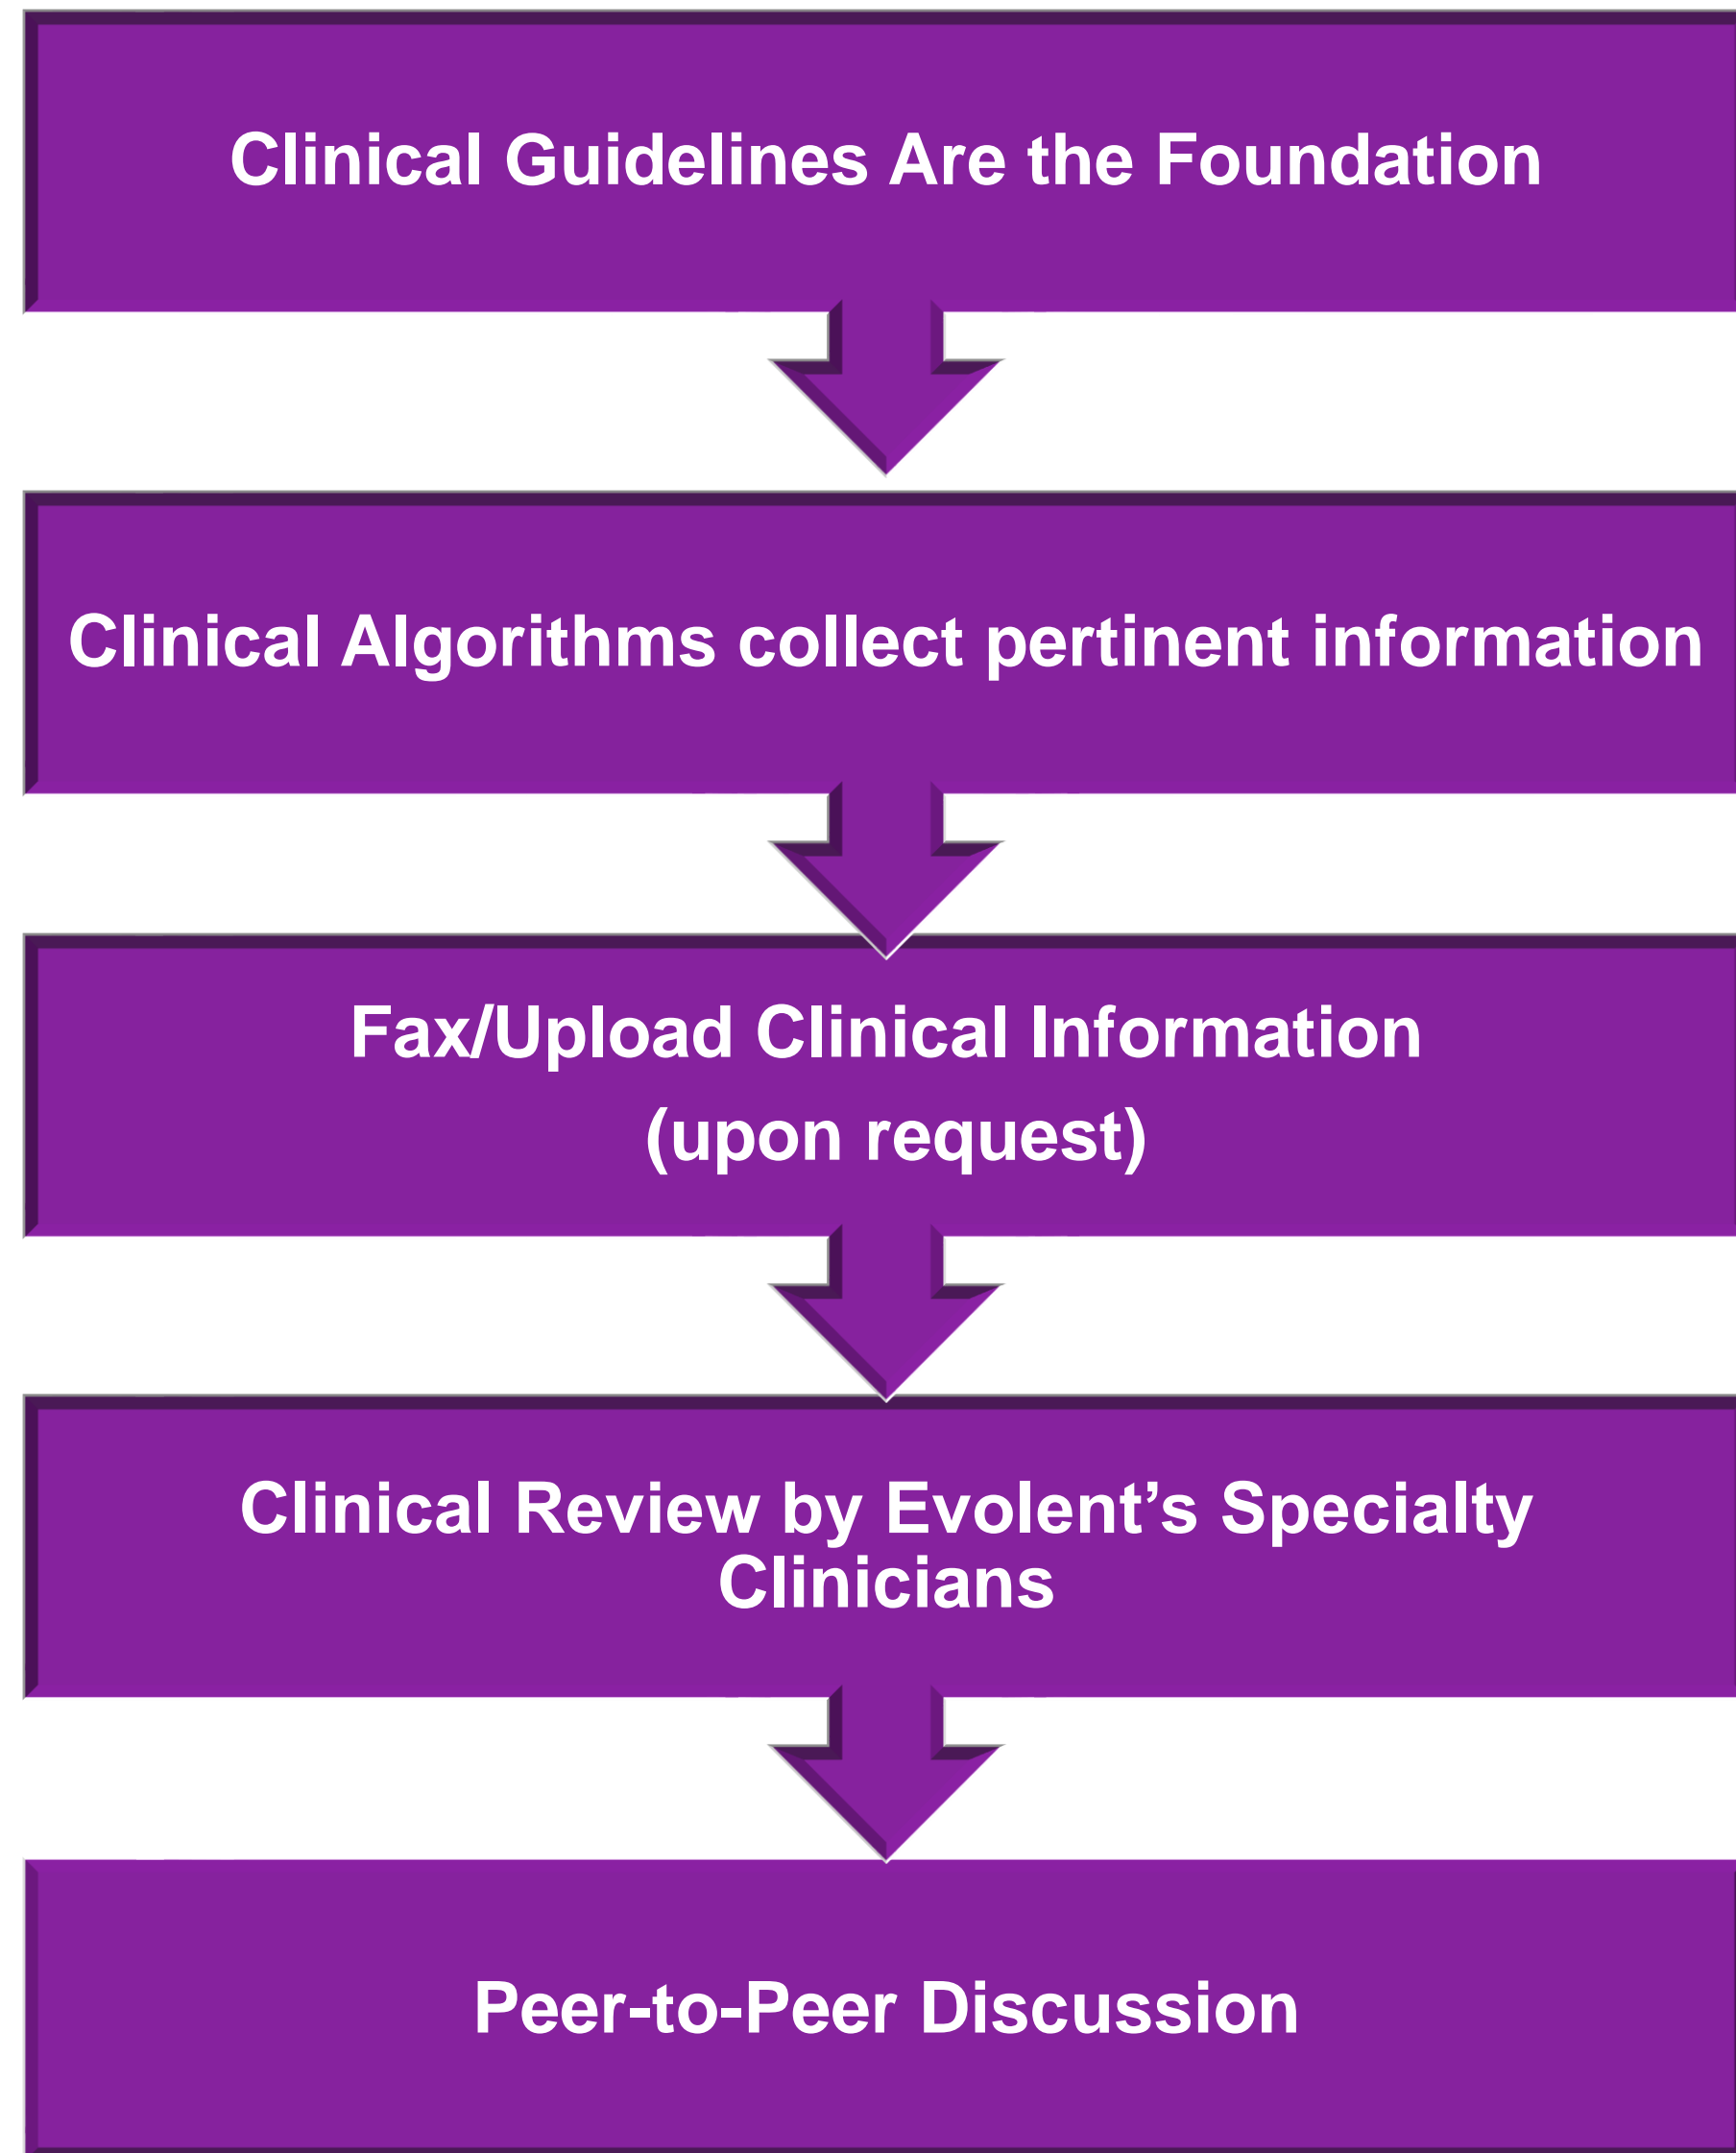 Clinical Guidelines Are the Foundation
Clinical Algorithms collect pertinent information
Fax/Upload Clinical Information
(upon request)
Clinical Review by Evolent’s Specialty
Clinicians
Peer-to-Peer Discussion